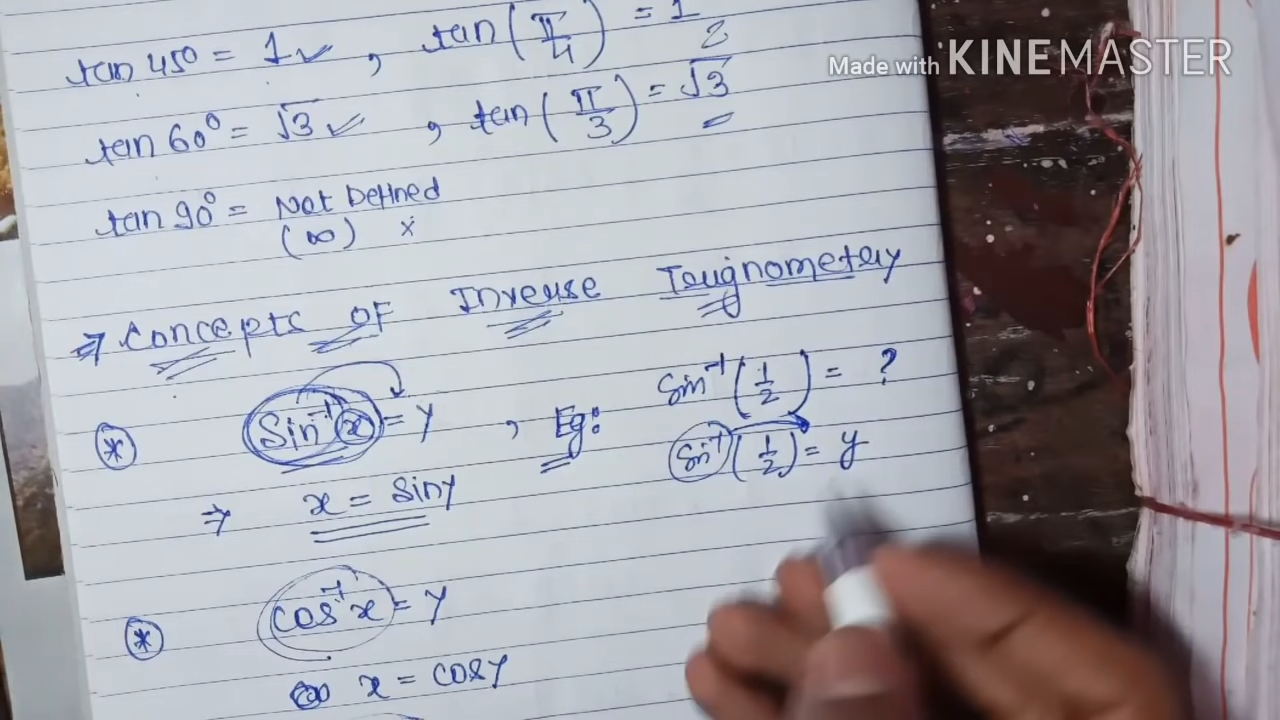 Made with KINEMASTER
tan 45° = 1 ✓ , tan(π/4) = 1
tan 60° = √3 ✓ , tan(π/3) = √3
tan 90° = Not Defined
(∞) ×
⇒ Concepts OF Inverse Trignometry
* Sin⁻¹(x) = y , Eg: Sin⁻¹(1/2) = ?
Sin⁻¹(1/2) = y
⇒ x = Siny
* Cos⁻¹x = y
x = cosy